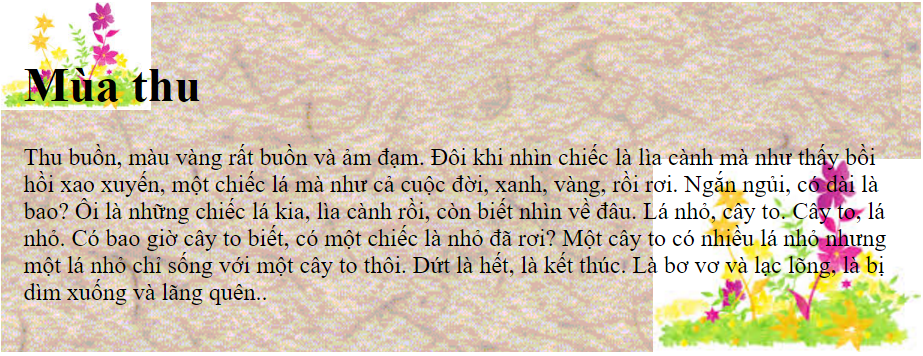 Mùa thu
Thu buồn, màu vàng rất buồn và ảm đạm. Đôi khi nhìn chiếc là lìa cành mà như thấy bồi
hồi xao xuyến, một chiếc lá mà như cả cuộc đời, xanh, vàng, rồi rơi. Ngắn ngủi, có dài là
bao? Ôi là những chiếc lá kia, lìa cành rồi, còn biết nhìn về đâu. Lá nhỏ, cây to. Cây to, lá
nhỏ. Có bao giờ cây to biết, có một chiếc là nhỏ đã rơi? Một cây to có nhiều lá nhỏ nhưng
một lá nhỏ chỉ sống với một cây to thôi. Dứt là hết, là kết thúc. Là bơ vơ và lạc lõng, là bị
dìm xuống và lãng quên..